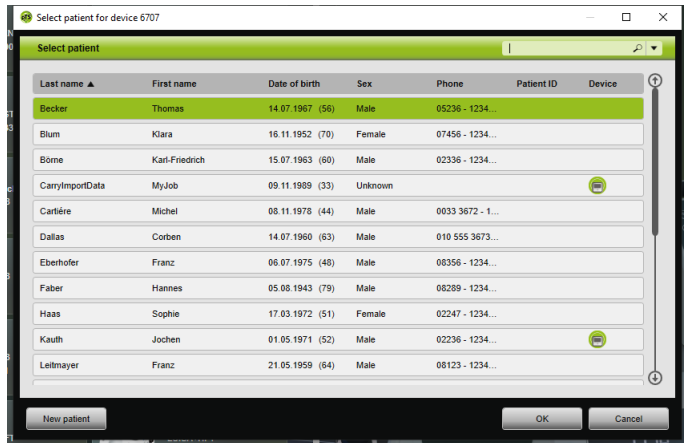 Select patient for device 6707
Select patient
Last name ▲ First name Date of birth Sex Phone Patient ID Device
Becker Thomas 14.07.1967 (56) Male 05236 - 1234...
Blum Klara 16.11.1952 (70) Female 07456 - 1234...
Börne Karl-Friedrich 15.07.1963 (60) Male 02336 - 1234...
CarryImportData MyJob 09.11.1989 (33) Unknown
Cartiére Michel 08.11.1978 (44) Male 0033 3672 - 1...
Dallas Corben 14.07.1960 (63) Male 010 555 3673...
Eberhofer Franz 06.07.1975 (48) Male 08356 - 1234...
Faber Hannes 05.08.1943 (79) Male 08289 - 1234...
Haas Sophie 17.03.1972 (51) Female 02247 - 1234...
Kauth Jochen 01.05.1971 (52) Male 02236 - 1234...
Leitmayer Franz 21.05.1959 (64) Male 08123 - 1234...
New patient OK Cancel